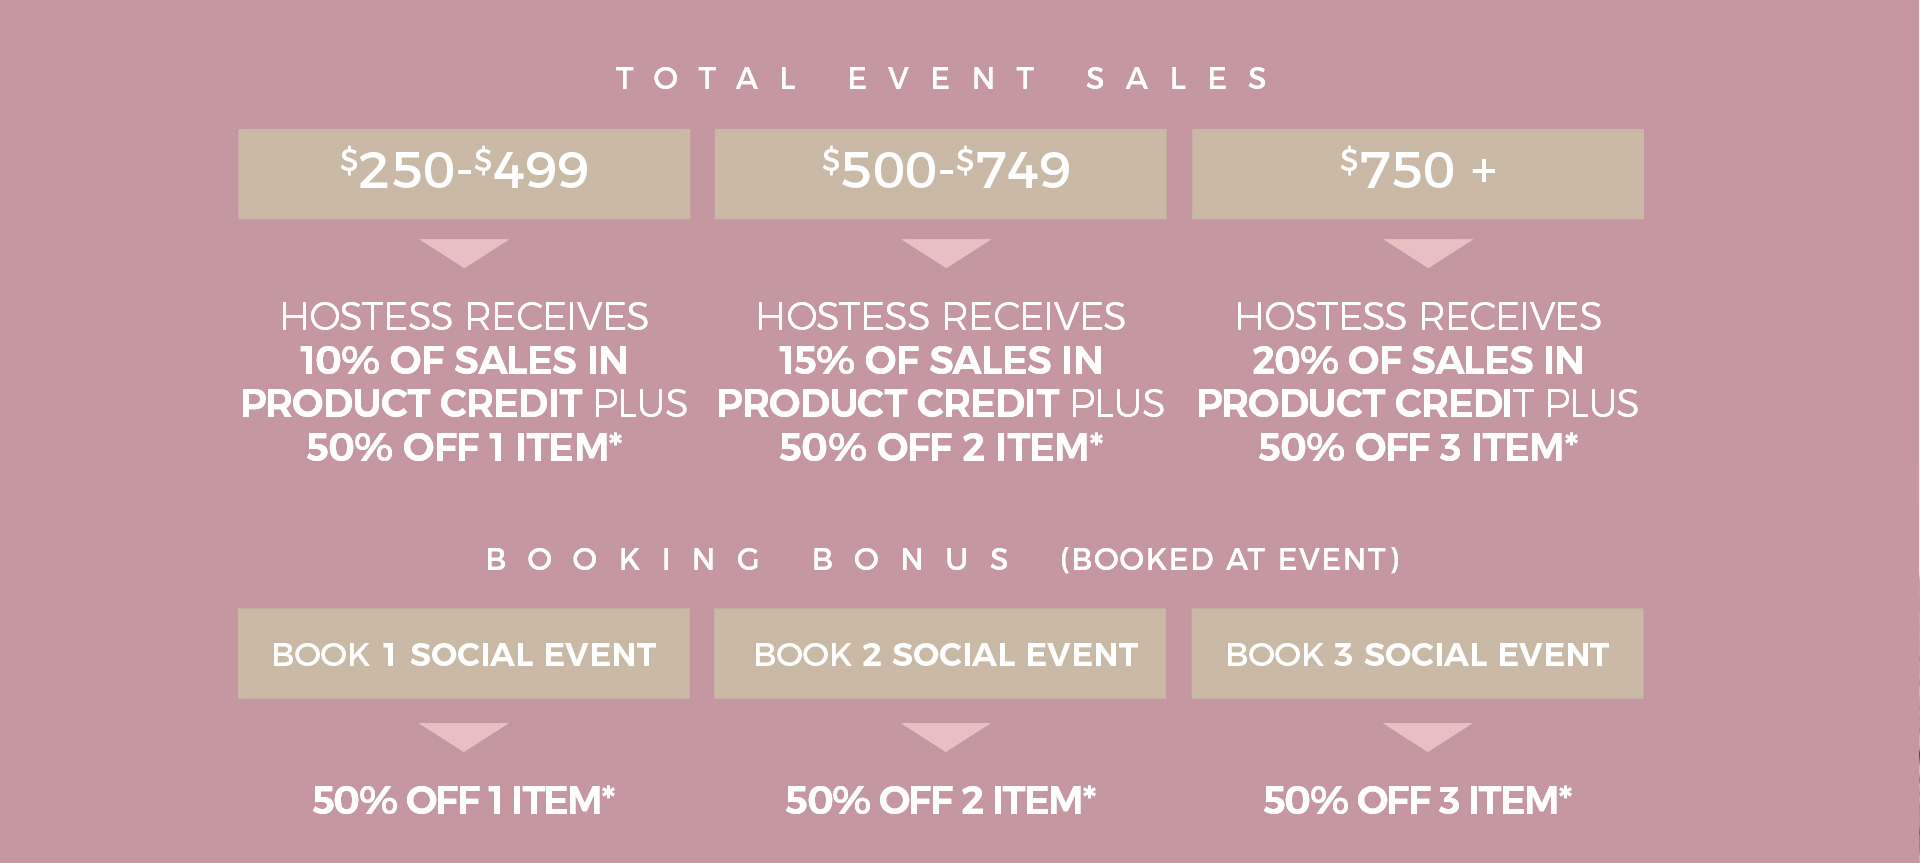 TOTAL EVENT SALES
$250-$499
$500-$749
$750 +
HOSTESS RECEIVES
10% OF SALES IN
PRODUCT CREDIT PLUS
50% OFF 1 ITEM*
HOSTESS RECEIVES
15% OF SALES IN
PRODUCT CREDIT PLUS
50% OFF 2 ITEM*
HOSTESS RECEIVES
20% OF SALES IN
PRODUCT CREDIT PLUS
50% OFF 3 ITEM*
BOOKING BONUS (BOOKED AT EVENT)
BOOK 1 SOCIAL EVENT
BOOK 2 SOCIAL EVENT
BOOK 3 SOCIAL EVENT
50% OFF 1 ITEM*
50% OFF 2 ITEM*
50% OFF 3 ITEM*